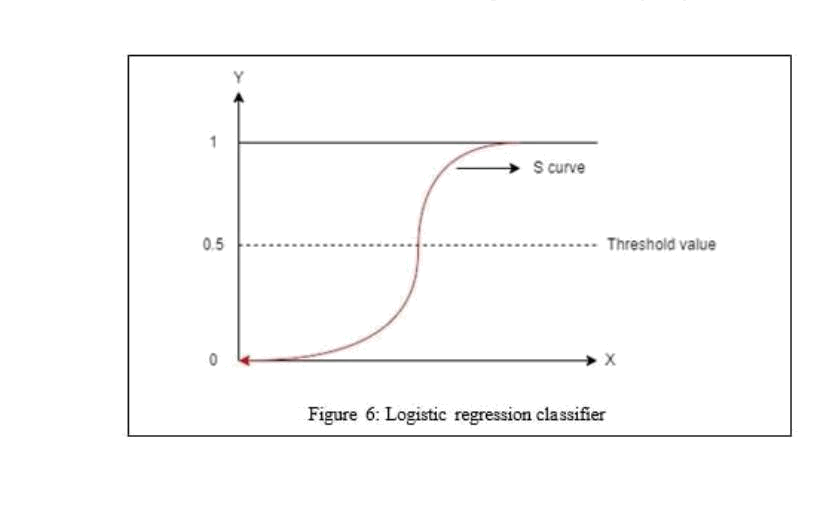 Y
1
S curve
0.5
Threshold value
0
X
Figure 6: Logistic regression classifier